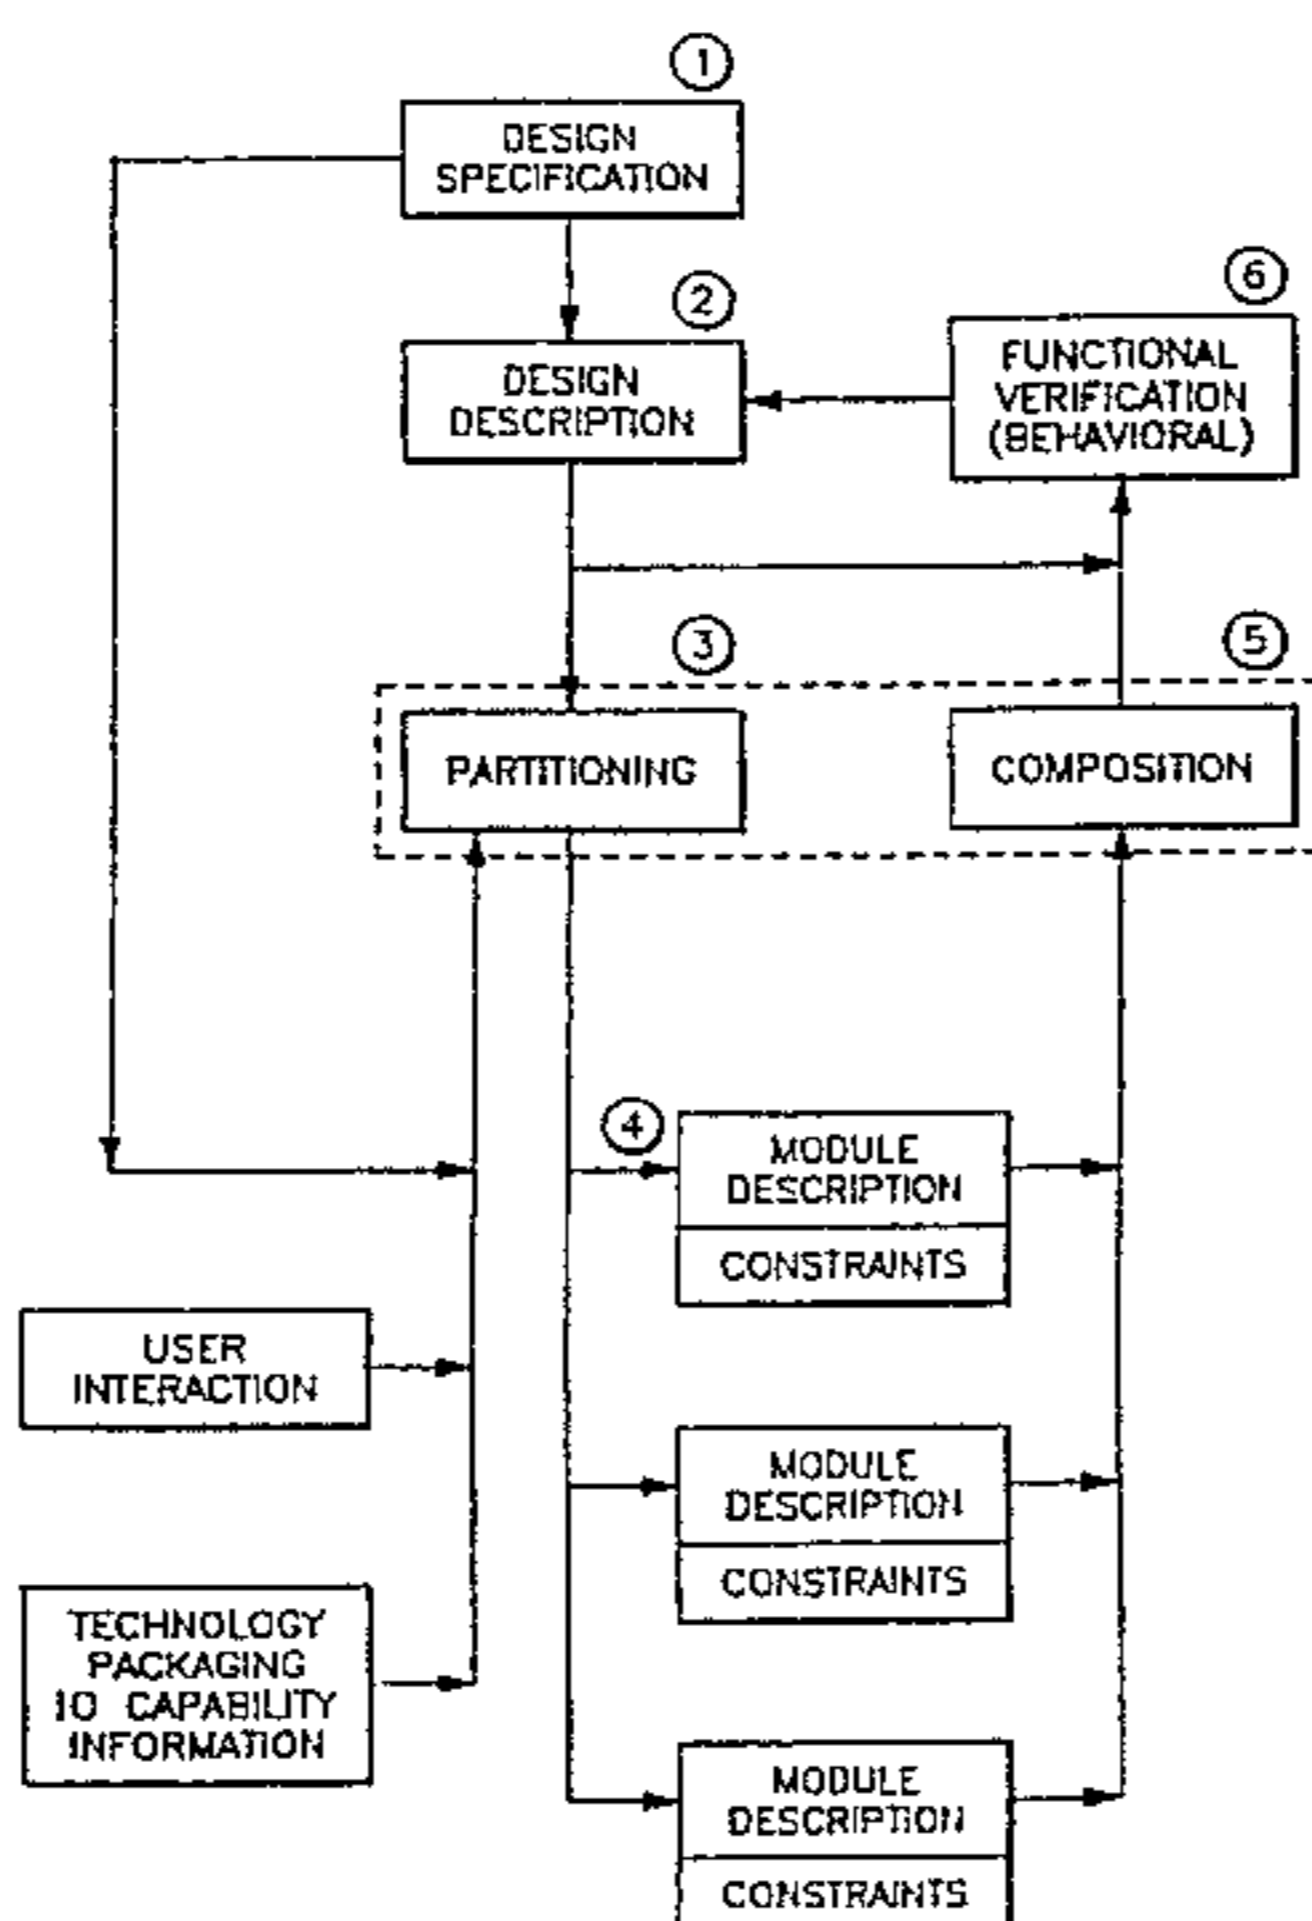 1
DESIGN
SPECIFICATION
2
DESIGN
DESCRIPTION
6
FUNCTIONAL
VERIFICATION
(BEHAVIORAL)
3
PARTITIONING
5
COMPOSITION
4
MODULE
DESCRIPTION
CONSTRAINTS
USER
INTERACTION
MODULE
DESCRIPTION
CONSTRAINTS
TECHNOLOGY
PACKAGING
IO CAPABILITY
INFORMATION
MODULE
DESCRIPTION
CONSTRAINTS